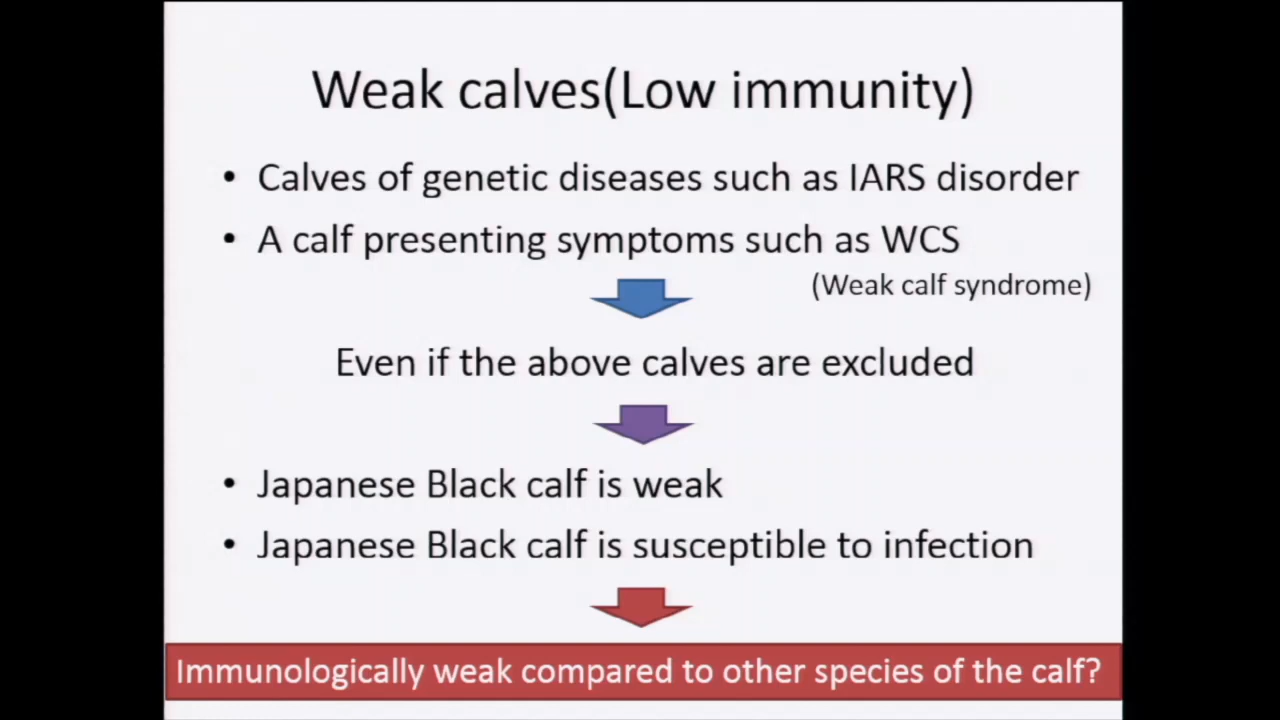 Weak calves(Low immunity)
• Calves of genetic diseases such as IARS disorder
• A calf presenting symptoms such as WCS
(Weak calf syndrome)
Even if the above calves are excluded
• Japanese Black calf is weak
• Japanese Black calf is susceptible to infection
Immunologically weak compared to other species of the calf?